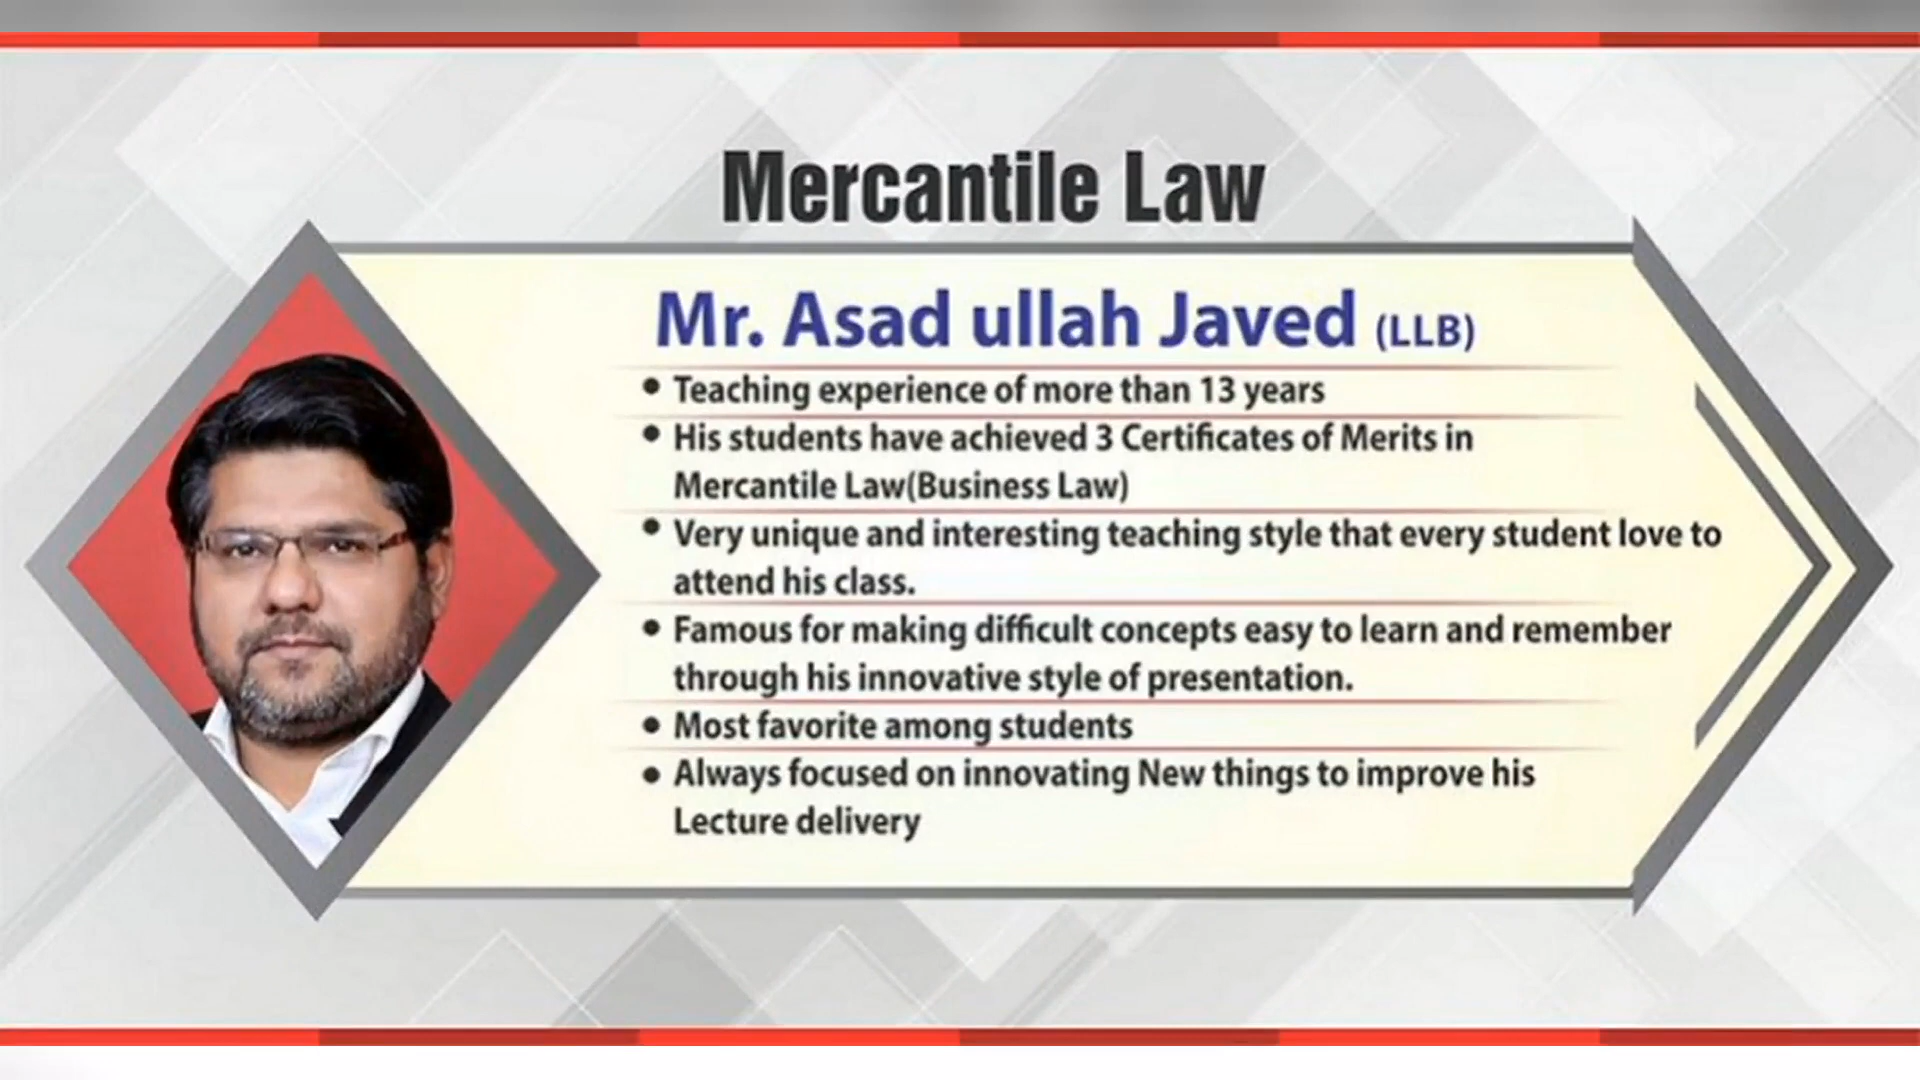 Mercantile Law
Mr. Asad ullah Javed (LLB)
• Teaching experience of more than 13 years
• His students have achieved 3 Certificates of Merits in
Mercantile Law(Business Law)
• Very unique and interesting teaching style that every student love to
attend his class.
• Famous for making difficult concepts easy to learn and remember
through his innovative style of presentation.
• Most favorite among students
• Always focused on innovating New things to improve his
Lecture delivery